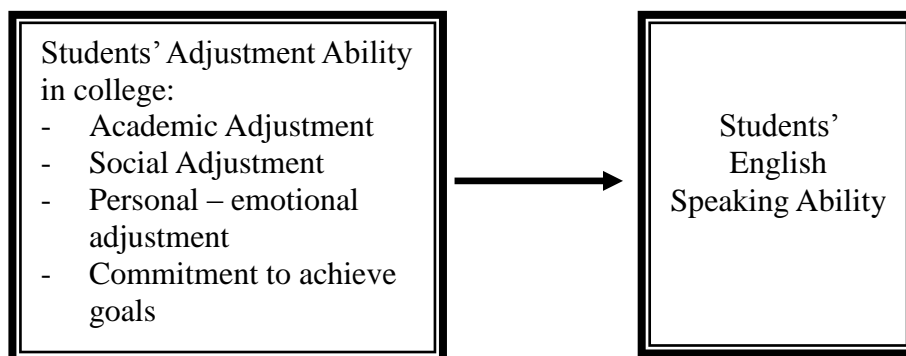 Students’ Adjustment Ability
in college:
- Academic Adjustment
- Social Adjustment
- Personal – emotional
adjustment
- Commitment to achieve
goals
Students’
English
Speaking Ability